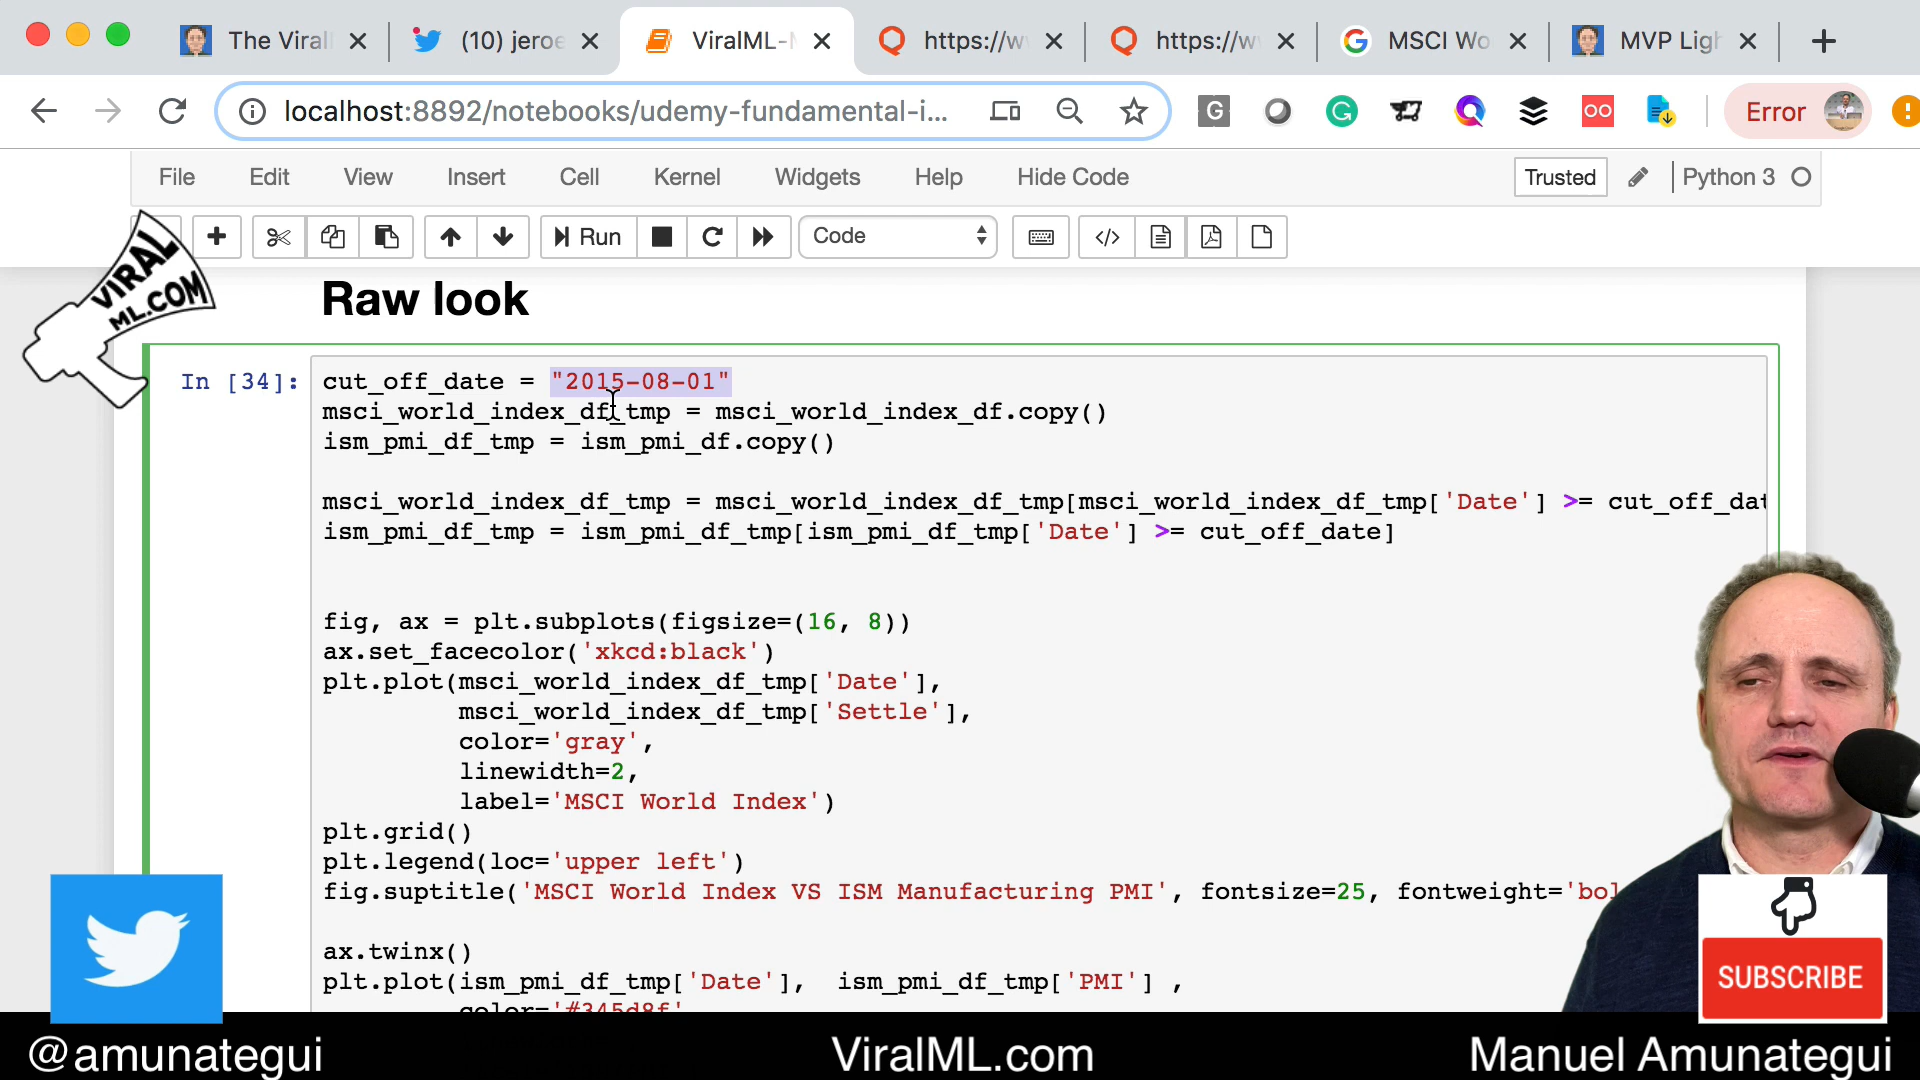 The Viral
(10) jeroe
ViralML-
https://w
https://w
MSCI Wo
MVP Ligh
localhost:8892/notebooks/udemy-fundamental-i...
G
Error
File Edit View Insert Cell Kernel Widgets Help Hide Code
Trusted
Python 3
Run
Code
VIRAL
ML.COM
Raw look
In [34]:
cut_off_date = "2015-08-01"
msci_world_index_df_tmp = msci_world_index_df.copy()
ism_pmi_df_tmp = ism_pmi_df.copy()
msci_world_index_df_tmp = msci_world_index_df_tmp[msci_world_index_df_tmp['Date'] >= cut_off_dat
ism_pmi_df_tmp = ism_pmi_df_tmp[ism_pmi_df_tmp['Date'] >= cut_off_date]
fig, ax = plt.subplots(figsize=(16, 8))
ax.set_facecolor('xkcd:black')
plt.plot(msci_world_index_df_tmp['Date'],
msci_world_index_df_tmp['Settle'],
color='gray',
linewidth=2,
label='MSCI World Index')
plt.grid()
plt.legend(loc='upper left')
fig.suptitle('MSCI World Index VS ISM Manufacturing PMI', fontsize=25, fontweight='bol
ax.twinx()
plt.plot(ism_pmi_df_tmp['Date'],  ism_pmi_df_tmp['PMI'] ,
color='#345d8f'
SUBSCRIBE
@amunategui
ViralML.com
Manuel Amunategui